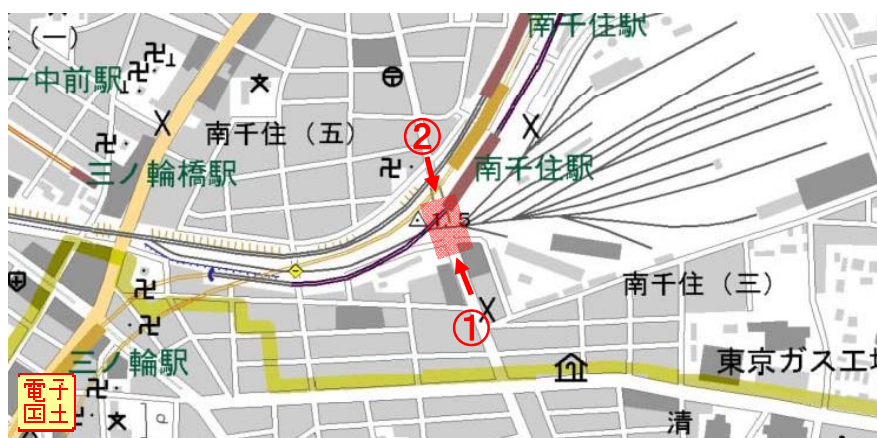 (一)
南千住駅
一中前駅
南千住(五)
②
三ノ輪橋駅
南千住駅
1.5
南千住(三)
①
三ノ輪駅
東京ガス工場
電子
国土
清